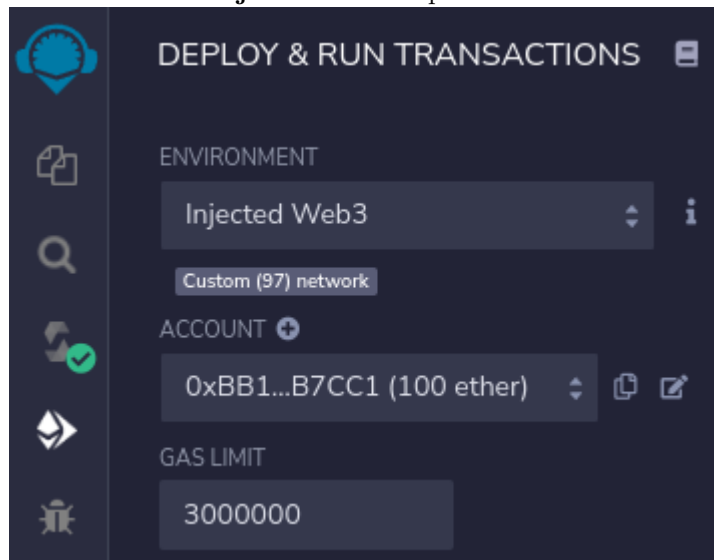 DEPLOY & RUN TRANSACTIONS
ENVIRONMENT
Injected Web3
Custom (97) network
ACCOUNT
0xBB1...B7CC1 (100 ether)
GAS LIMIT
3000000